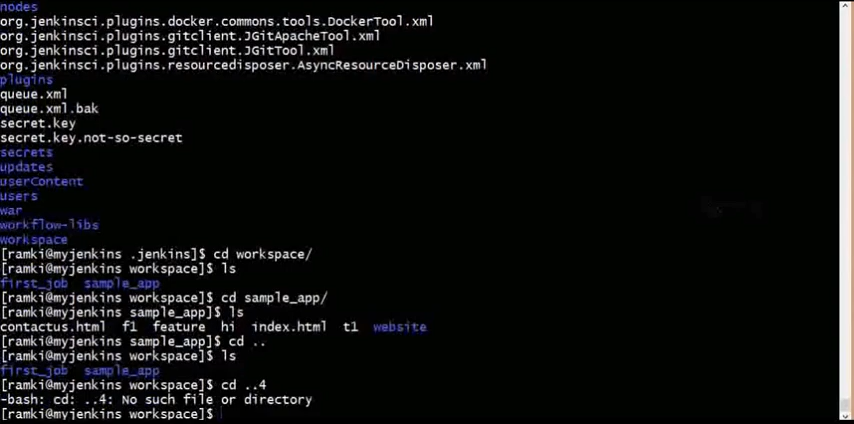 nodes
org.jenkinsci.plugins.docker.commons.tools.DockerTool.xml
org.jenkinsci.plugins.gitclient.JGitApacheTool.xml
org.jenkinsci.plugins.gitclient.JGitTool.xml
org.jenkinsci.plugins.resourcedisposer.AsyncResourceDisposer.xml
plugins
queue.xml
queue.xml.bak
secret.key
secret.key.not-so-secret
secrets
updates
userContent
users
war
workflow-libs
workspace
[ramki@myjenkins .jenkins]$ cd workspace/
[ramki@myjenkins workspace]$ ls
first_job  sample_app
[ramki@myjenkins workspace]$ cd sample_app/
[ramki@myjenkins sample_app]$ ls
contactus.html  f1  feature  hi  index.html  t1  website
[ramki@myjenkins sample_app]$ cd ..
[ramki@myjenkins workspace]$ ls
first_job  sample_app
[ramki@myjenkins workspace]$ cd ..4
-bash: cd: ..4: No such file or directory
[ramki@myjenkins workspace]$